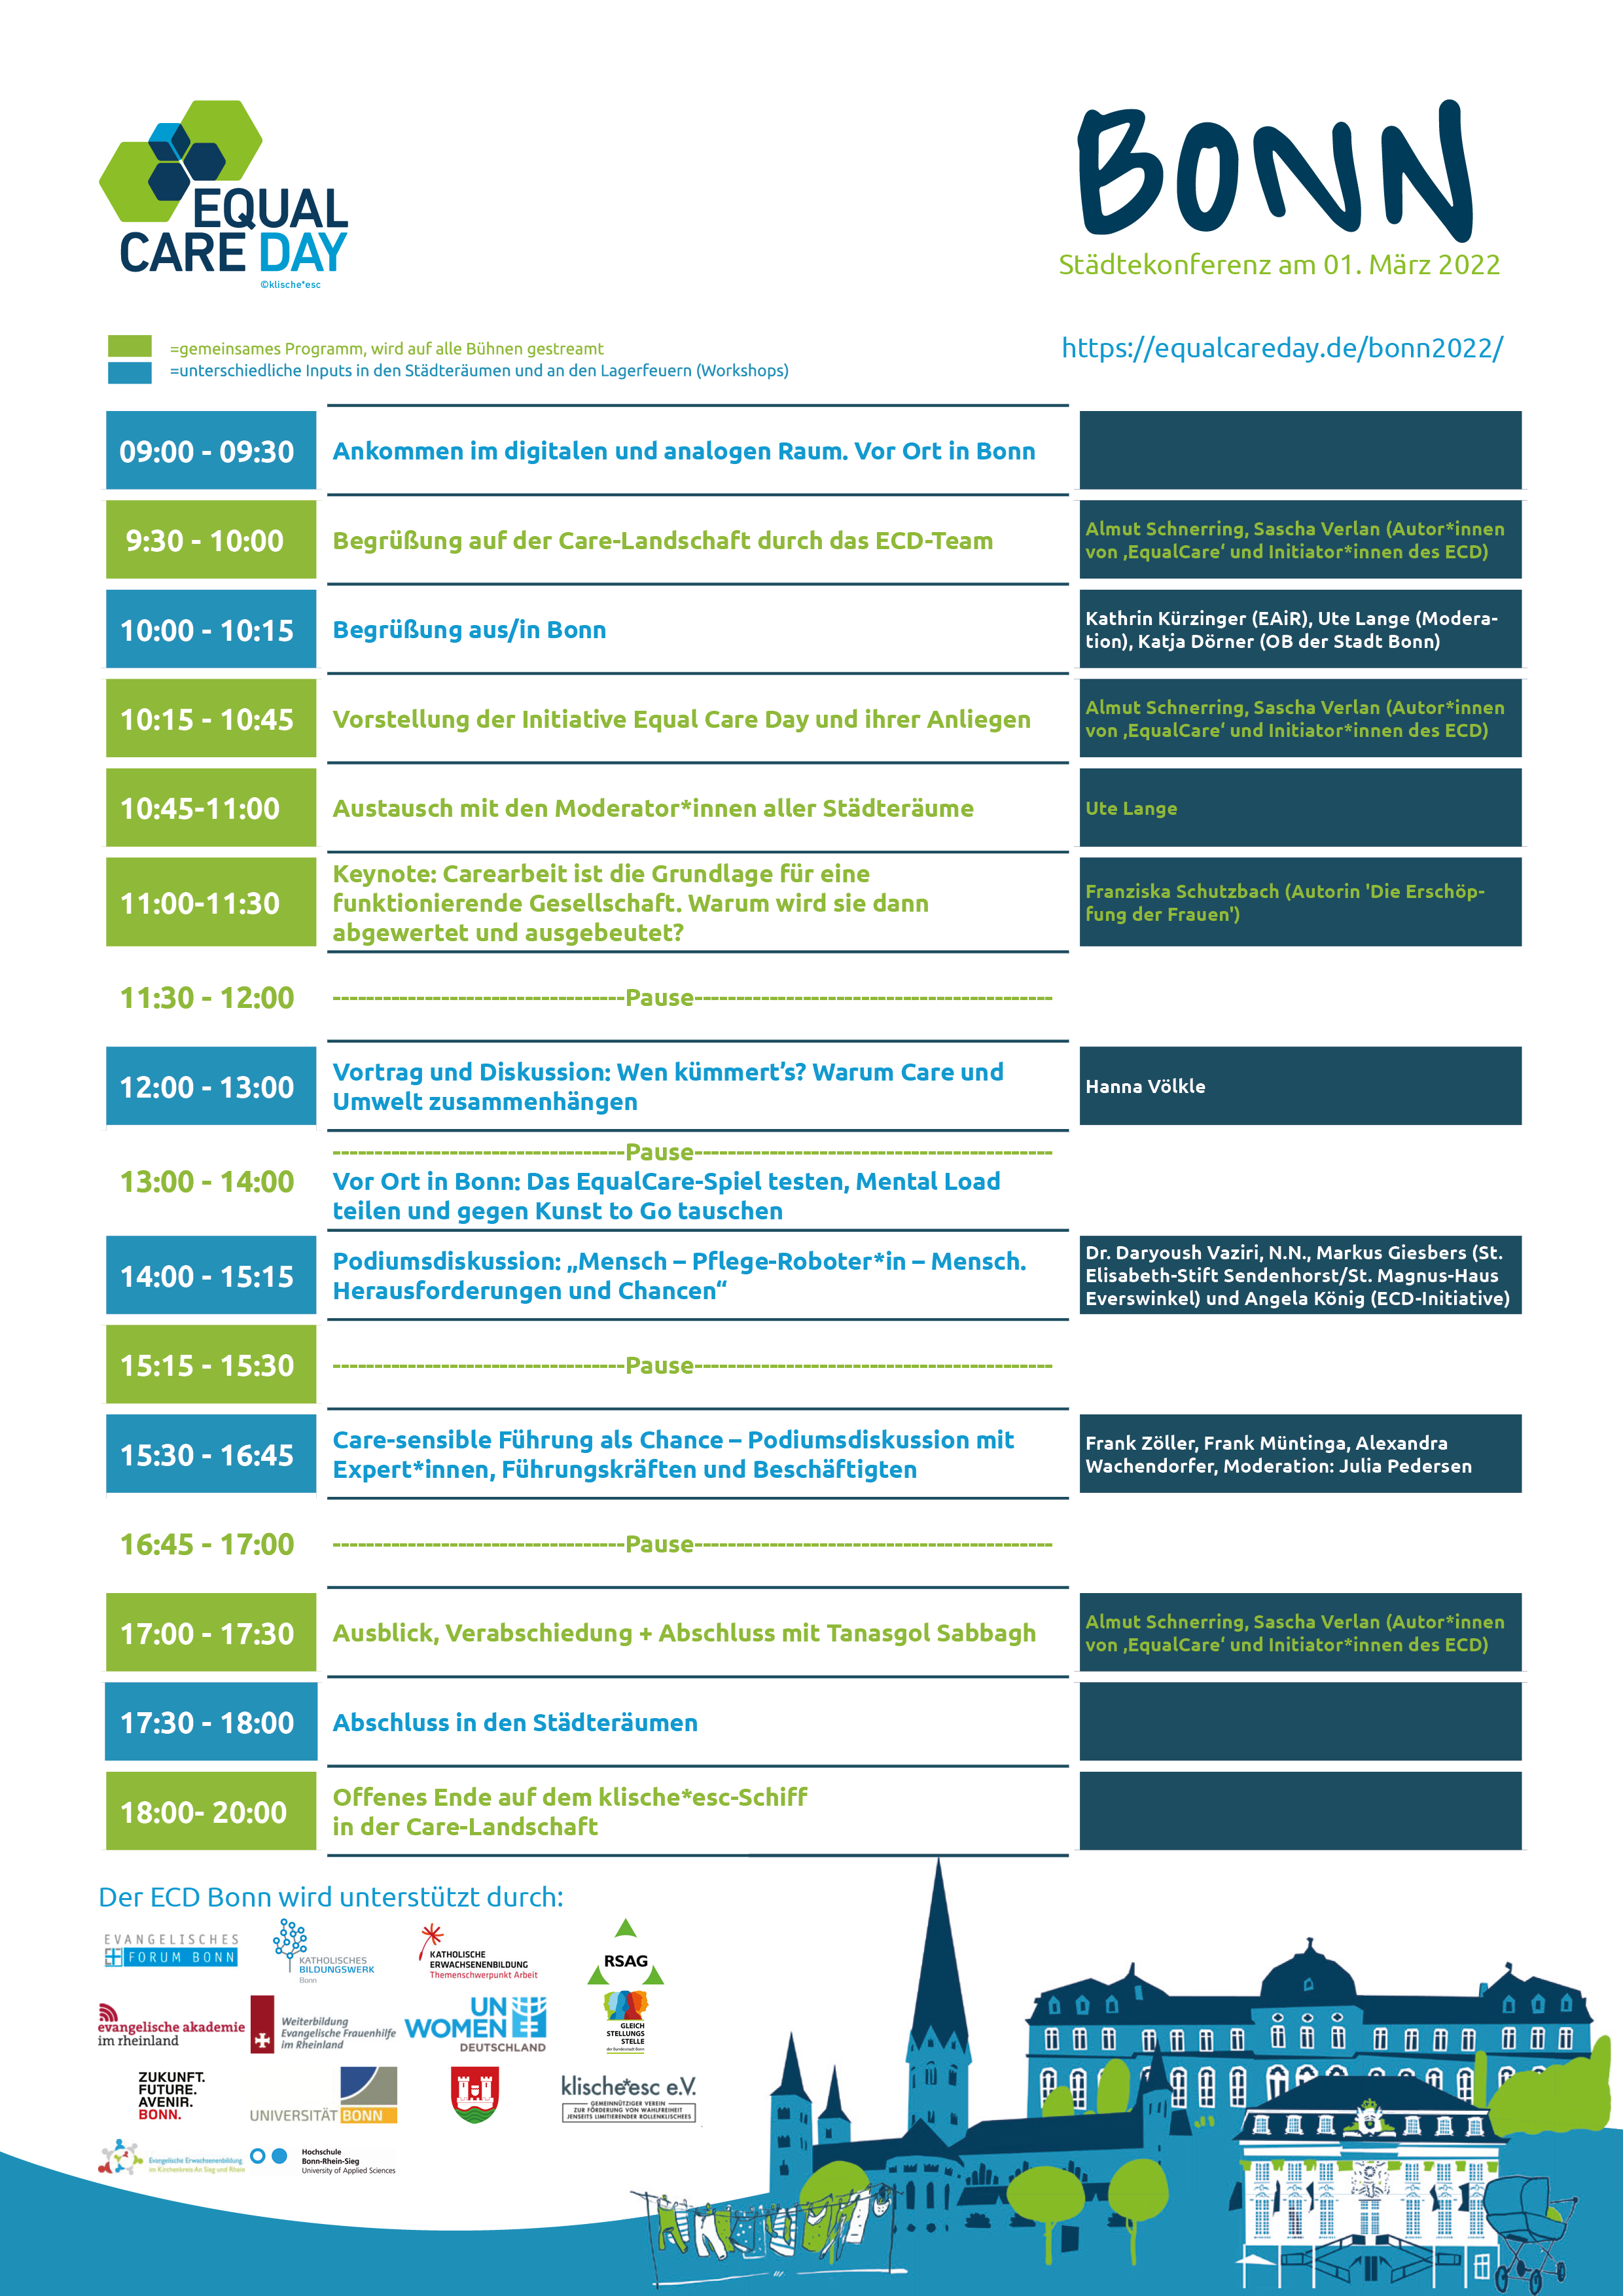 EQUAL
CARE DAY
©klische*esc
BONN
Städtekonferenz am 01. März 2022
https://equalcareday.de/bonn2022/
=gemeinsames Programm, wird auf alle Bühnen gestreamt
=unterschiedliche Inputs in den Städteräumen und an den Lagerfeuern (Workshops)
09:00 - 09:30
Ankommen im digitalen und analogen Raum. Vor Ort in Bonn
9:30 - 10:00
Begrüßung auf der Care-Landschaft durch das ECD-Team
Almut Schnerring, Sascha Verlan (Autor*innen
von ‚EqualCare‘ und Initiator*innen des ECD)
10:00 - 10:15
Begrüßung aus/in Bonn
Kathrin Kürzinger (EAiR), Ute Lange (Modera-
tion), Katja Dörner (OB der Stadt Bonn)
10:15 - 10:45
Vorstellung der Initiative Equal Care Day und ihrer Anliegen
Almut Schnerring, Sascha Verlan (Autor*innen
von ‚EqualCare‘ und Initiator*innen des ECD)
10:45-11:00
Austausch mit den Moderator*innen aller Städteräume
Ute Lange
11:00-11:30
Keynote: Carearbeit ist die Grundlage für eine
funktionierende Gesellschaft. Warum wird sie dann
abgewertet und ausgebeutet?
Franziska Schutzbach (Autorin 'Die Erschöp-
fung der Frauen')
11:30 - 12:00
-----------------------------------Pause-------------------------------------------
12:00 - 13:00
Vortrag und Diskussion: Wen kümmert’s? Warum Care und
Umwelt zusammenhängen
Hanna Völkle
13:00 - 14:00
-----------------------------------Pause-------------------------------------------
Vor Ort in Bonn: Das EqualCare-Spiel testen, Mental Load
teilen und gegen Kunst to Go tauschen
14:00 - 15:15
Podiumsdiskussion: „Mensch – Pflege-Roboter*in – Mensch.
Herausforderungen und Chancen“
Dr. Daryoush Vaziri, N.N., Markus Giesbers (St.
Elisabeth-Stift Sendenhorst/St. Magnus-Haus
Everswinkel) und Angela König (ECD-Initiative)
15:15 - 15:30
-----------------------------------Pause-------------------------------------------
15:30 - 16:45
Care-sensible Führung als Chance – Podiumsdiskussion mit
Expert*innen, Führungskräften und Beschäftigten
Frank Zöller, Frank Müntinga, Alexandra
Wachendorfer, Moderation: Julia Pedersen
16:45 - 17:00
-----------------------------------Pause-------------------------------------------
17:00 - 17:30
Ausblick, Verabschiedung + Abschluss mit Tanasgol Sabbagh
Almut Schnerring, Sascha Verlan (Autor*innen
von ‚EqualCare‘ und Initiator*innen des ECD)
17:30 - 18:00
Abschluss in den Städteräumen
18:00- 20:00
Offenes Ende auf dem klische*esc-Schiff
in der Care-Landschaft
Der ECD Bonn wird unterstützt durch:
EVANGELISCHES
FORUM BONN
KATHOLISCHES
BILDUNGSWERK
Bonn
KATHOLISCHE
ERWACHSENENBILDUNG
Themenschwerpunkt Arbeit
RSAG
evangelische akademie
im rheinland
Weiterbildung
Evangelische Frauenhilfe
im Rheinland
UN
WOMEN
DEUTSCHLAND
GLEICH
STELLUNGS
STELLE
der Bundesstadt Bonn
ZUKUNFT.
FUTURE.
AVENIR.
BONN.
UNIVERSITÄT BONN
klische*esc e.V.
GEMEINNÜTZIGER VEREIN
ZUR FÖRDERUNG VON WAHLFREIHEIT
JENSEITS LIMITIERENDER ROLLENKLISCHEES
Evangelische Erwachsenenbildung
im Kirchenkreis An Sieg und Rhein
Hochschule
Bonn-Rhein-Sieg
University of Applied Sciences